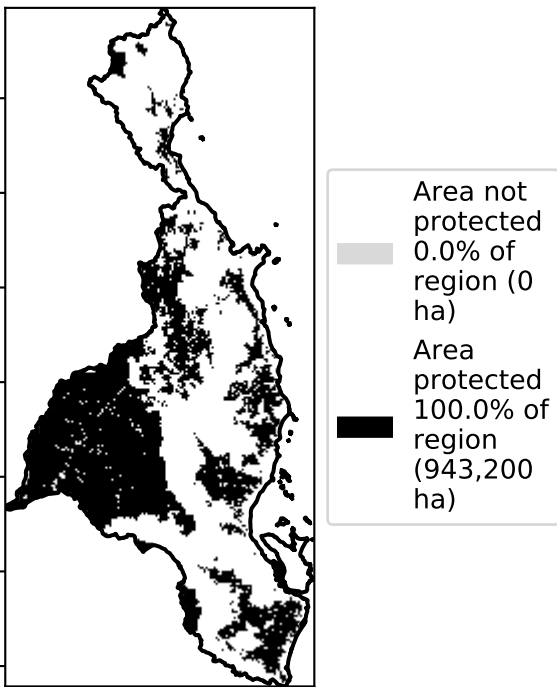 Area not
protected
0.0% of
region (0
ha)
Area
protected
100.0% of
region
(943,200
ha)